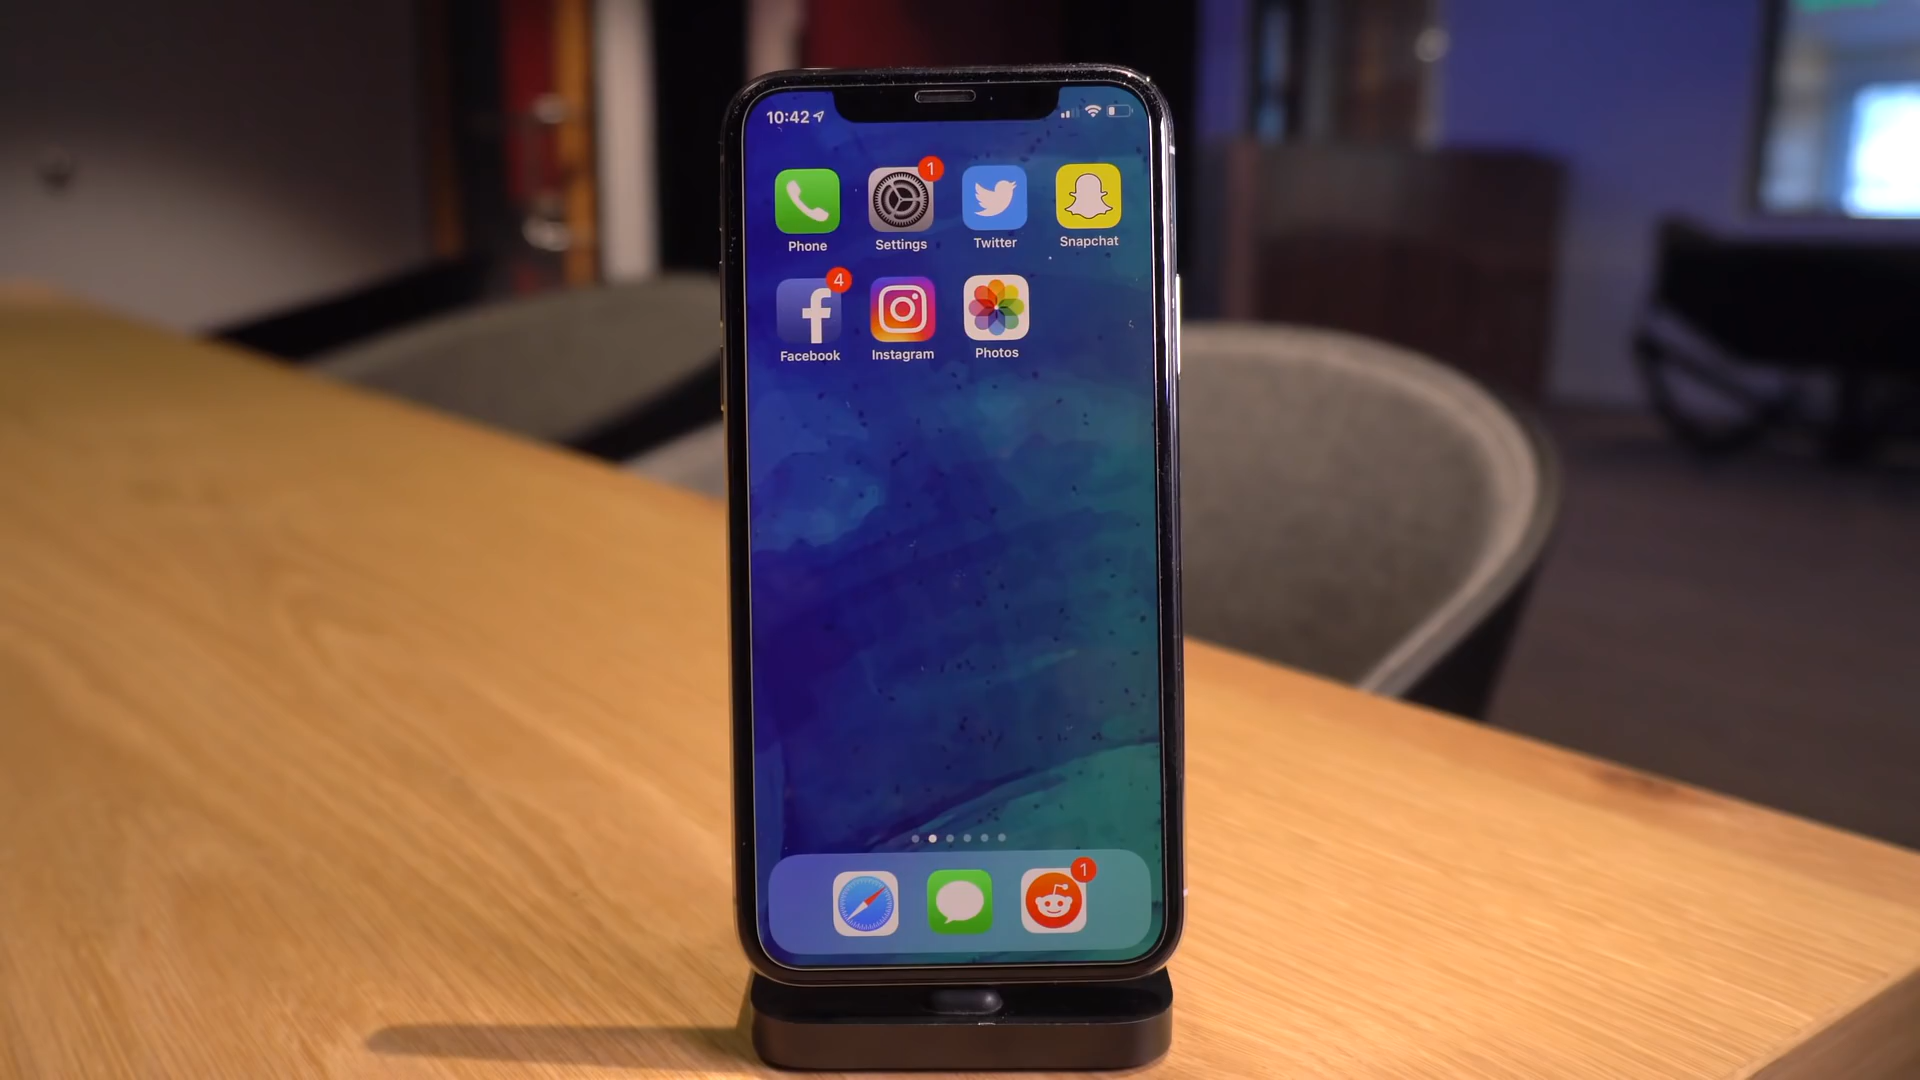 10:42
1
Phone
Settings
Twitter
Snapchat
4
Facebook
Instagram
Photos
1